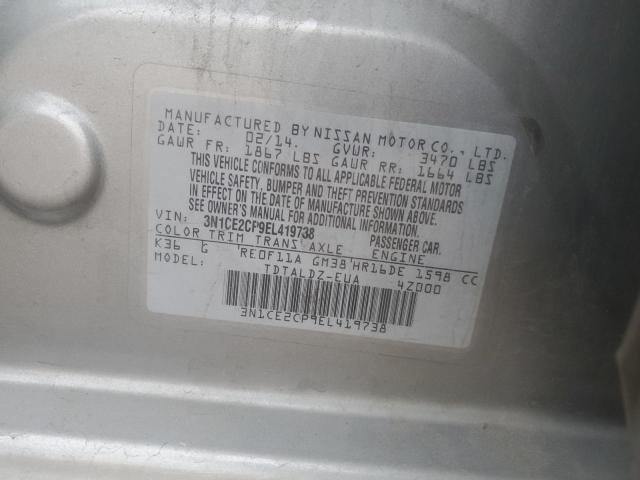 MANUFACTURED BY NISSAN MOTOR CO., LTD.
DATE: 02/14. GVWR: 3470 LBS
GAWR FR: 1867 LBS GAWR RR: 1664 LBS
THIS VEHICLE CONFORMS TO ALL APPLICABLE FEDERAL MOTOR
VEHICLE SAFETY, BUMPER AND THEFT PREVENTION STANDARDS
IN EFFECT ON THE DATE OF MANUFACTURE SHOWN ABOVE.
SEE OWNER'S MANUAL FOR ADDITIONAL INFORMATION.
VIN: 3N1CE2CP9EL419738 PASSENGER CAR.
COLOR TRIM TRANS AXLE ENGINE
K36 G RE0F11A GM38 HR16DE 1598 CC
MODEL: TDTALDZ-EUA 4Z000
3N1CE2CP9EL419738